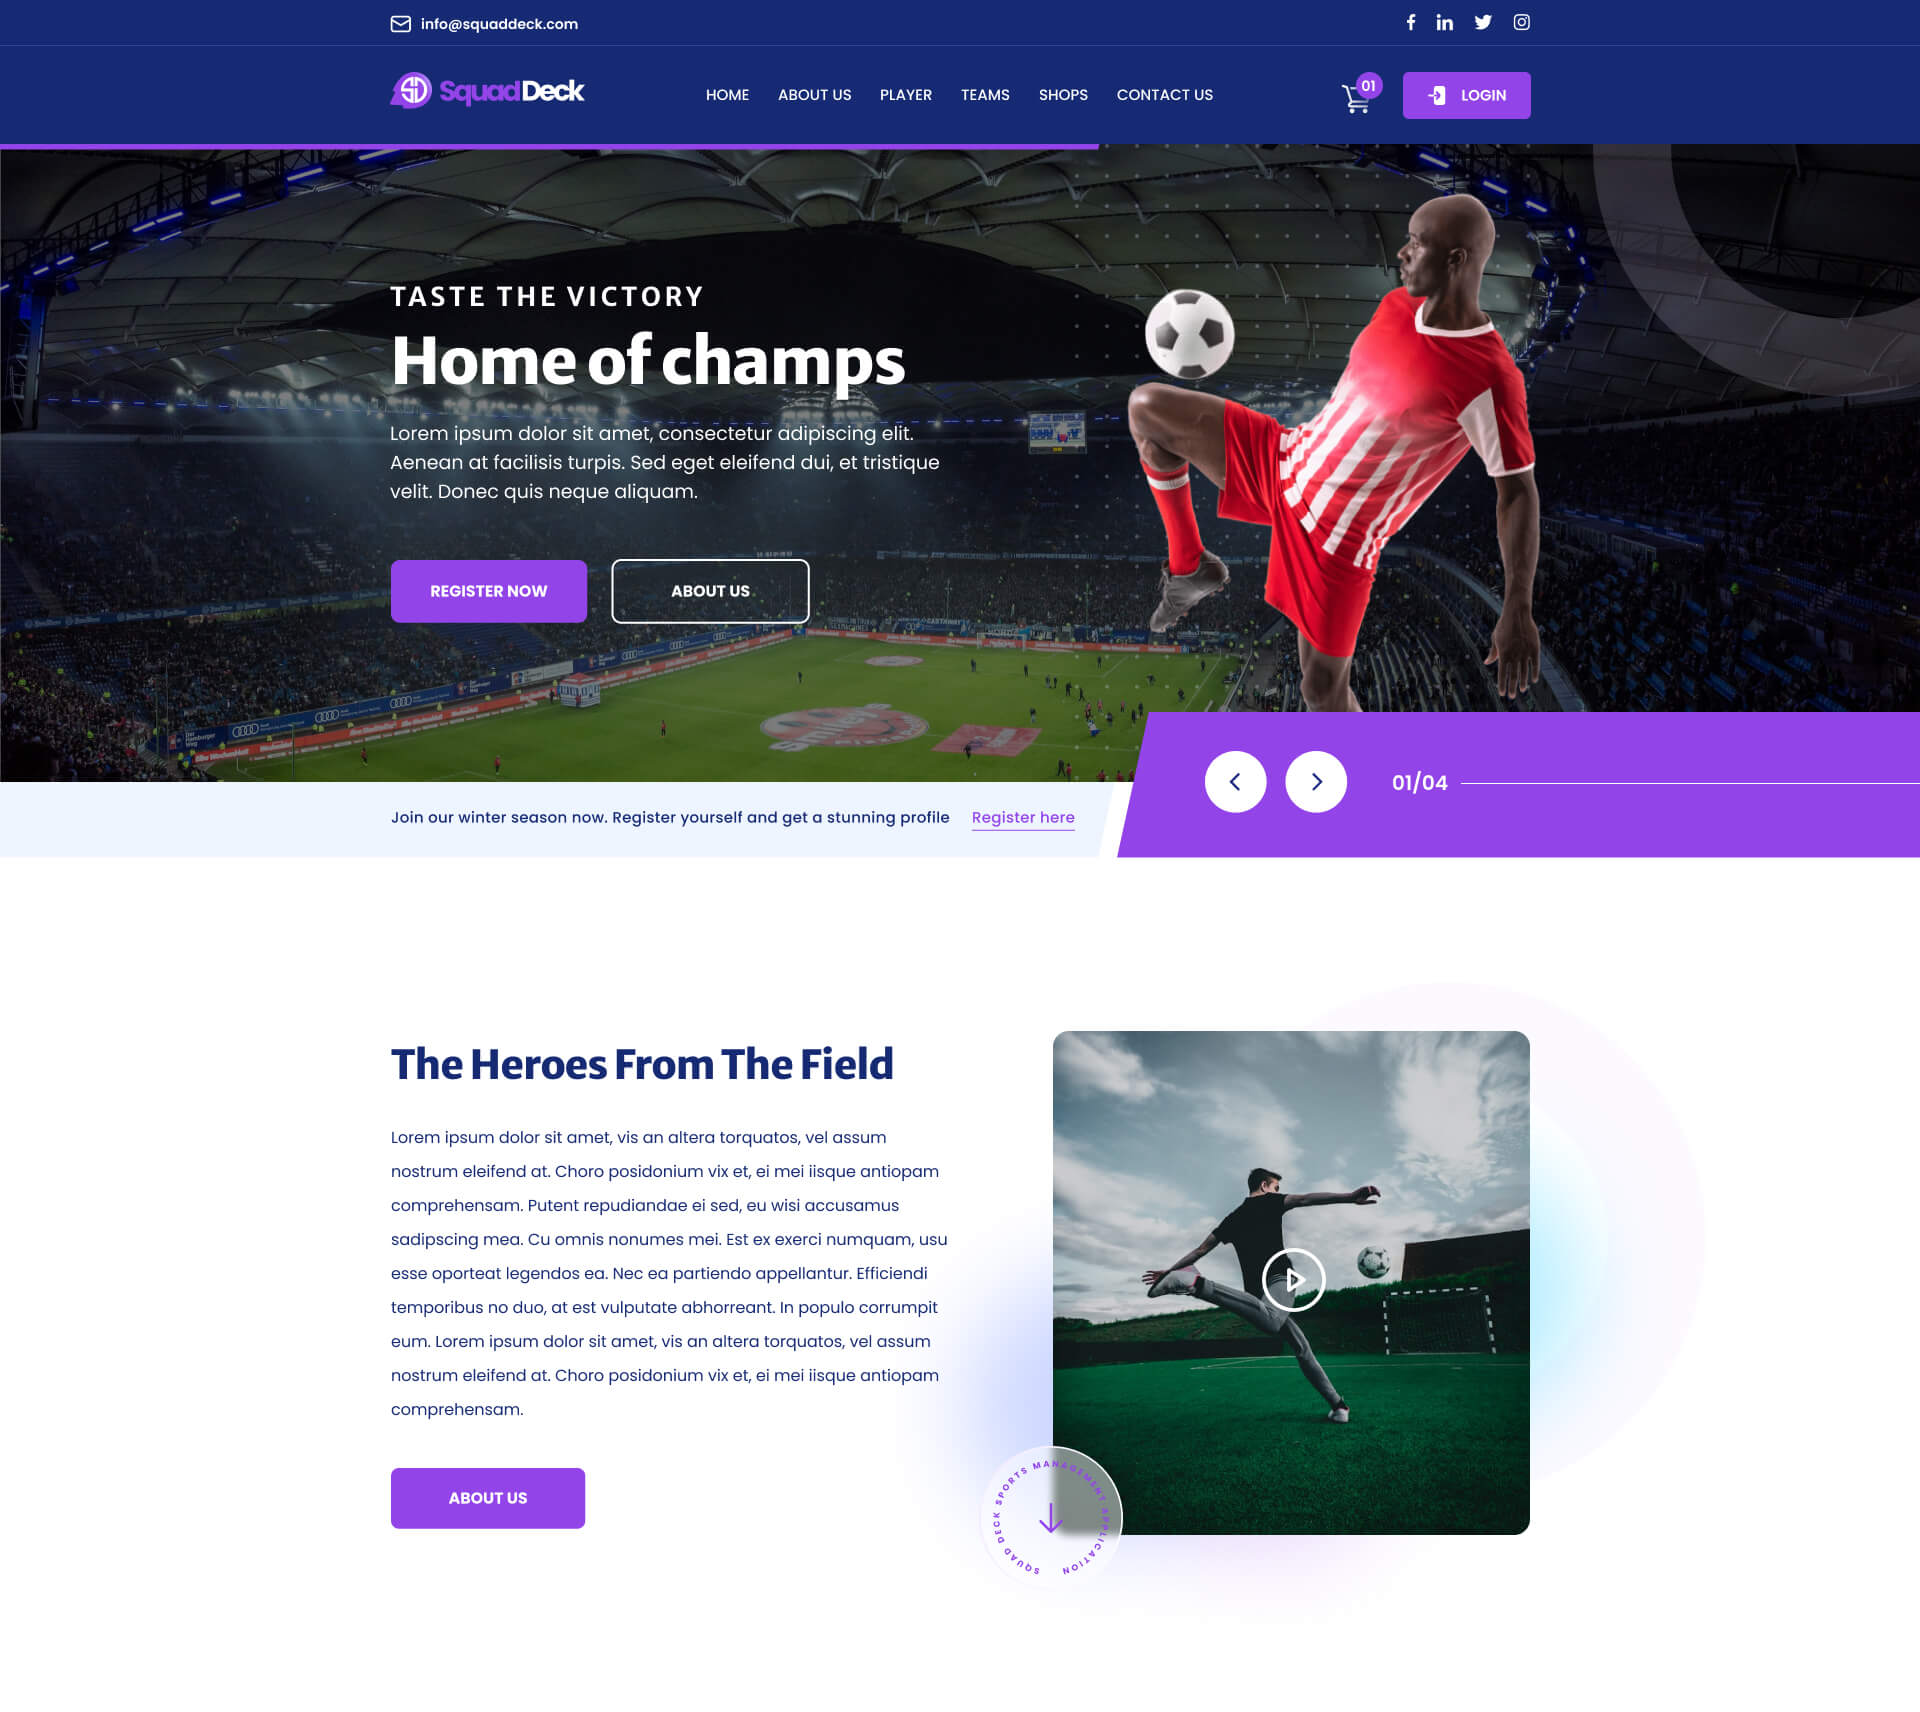 info@squaddeck.com
SquadDeck
HOME ABOUT US PLAYER TEAMS SHOPS CONTACT US
01
LOGIN
TASTE THE VICTORY
Home of champs
Lorem ipsum dolor sit amet, consectetur adipiscing elit.
Aenean at facilisis turpis. Sed eget eleifend dui, et tristique
velit. Donec quis neque aliquam.
REGISTER NOW
ABOUT US
01/04
Join our winter season now. Register yourself and get a stunning profile Register here
The Heroes From The Field
Lorem ipsum dolor sit amet, vis an altera torquatos, vel assum
nostrum eleifend at. Choro posidonium vix et, ei mei iisque antiopam
comprehensam. Putent repudiandae ei sed, eu wisi accusamus
sadipscing mea. Cu omnis nonumes mei. Est ex exerci numquam, usu
esse oporteat legendos ea. Nec ea partiendo appellantur. Efficiendi
temporibus no duo, at est vulputate abhorreant. In populo corrumpit
eum. Lorem ipsum dolor sit amet, vis an altera torquatos, vel assum
nostrum eleifend at. Choro posidonium vix et, ei mei iisque antiopam
comprehensam.
ABOUT US
SQUAD DECK SPORTS MANAGEMENT APPLICATION